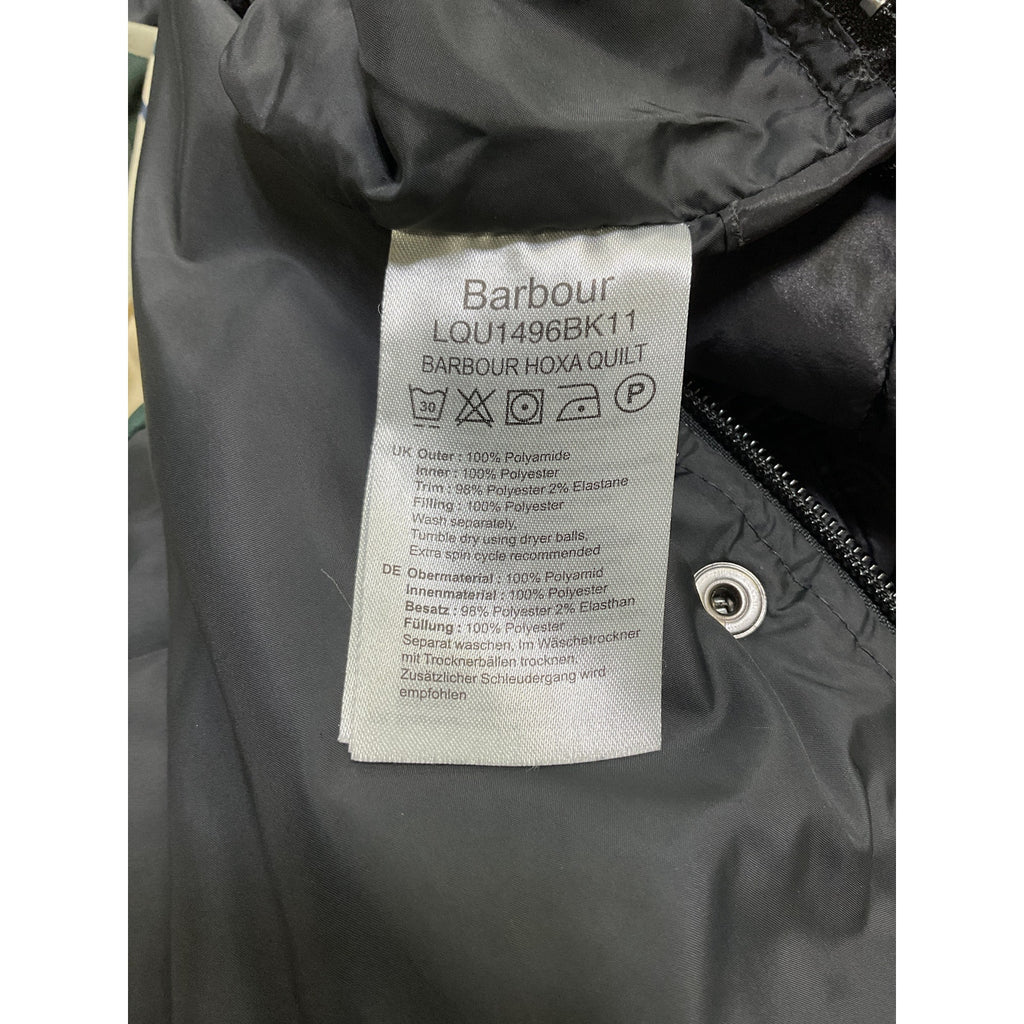 Barbour
LQU1496BK11
BARBOUR HOXA QUILT
30 P
UK Outer : 100% Polyamide
Inner : 100% Polyester
Trim : 98% Polyester 2% Elastane
Filling : 100% Polyester
Wash separately,
Tumble dry using dryer balls,
Extra spin cycle recommended
DE Obermaterial : 100% Polyamid
Innenmaterial : 100% Polyester
Besatz : 98% Polyester 2% Elasthan
Füllung : 100% Polyester
Separat waschen, Im Wäschetrockner
mit Trocknerbällen trocknen,
Zusätzlicher Schleudergang wird
empfohlen